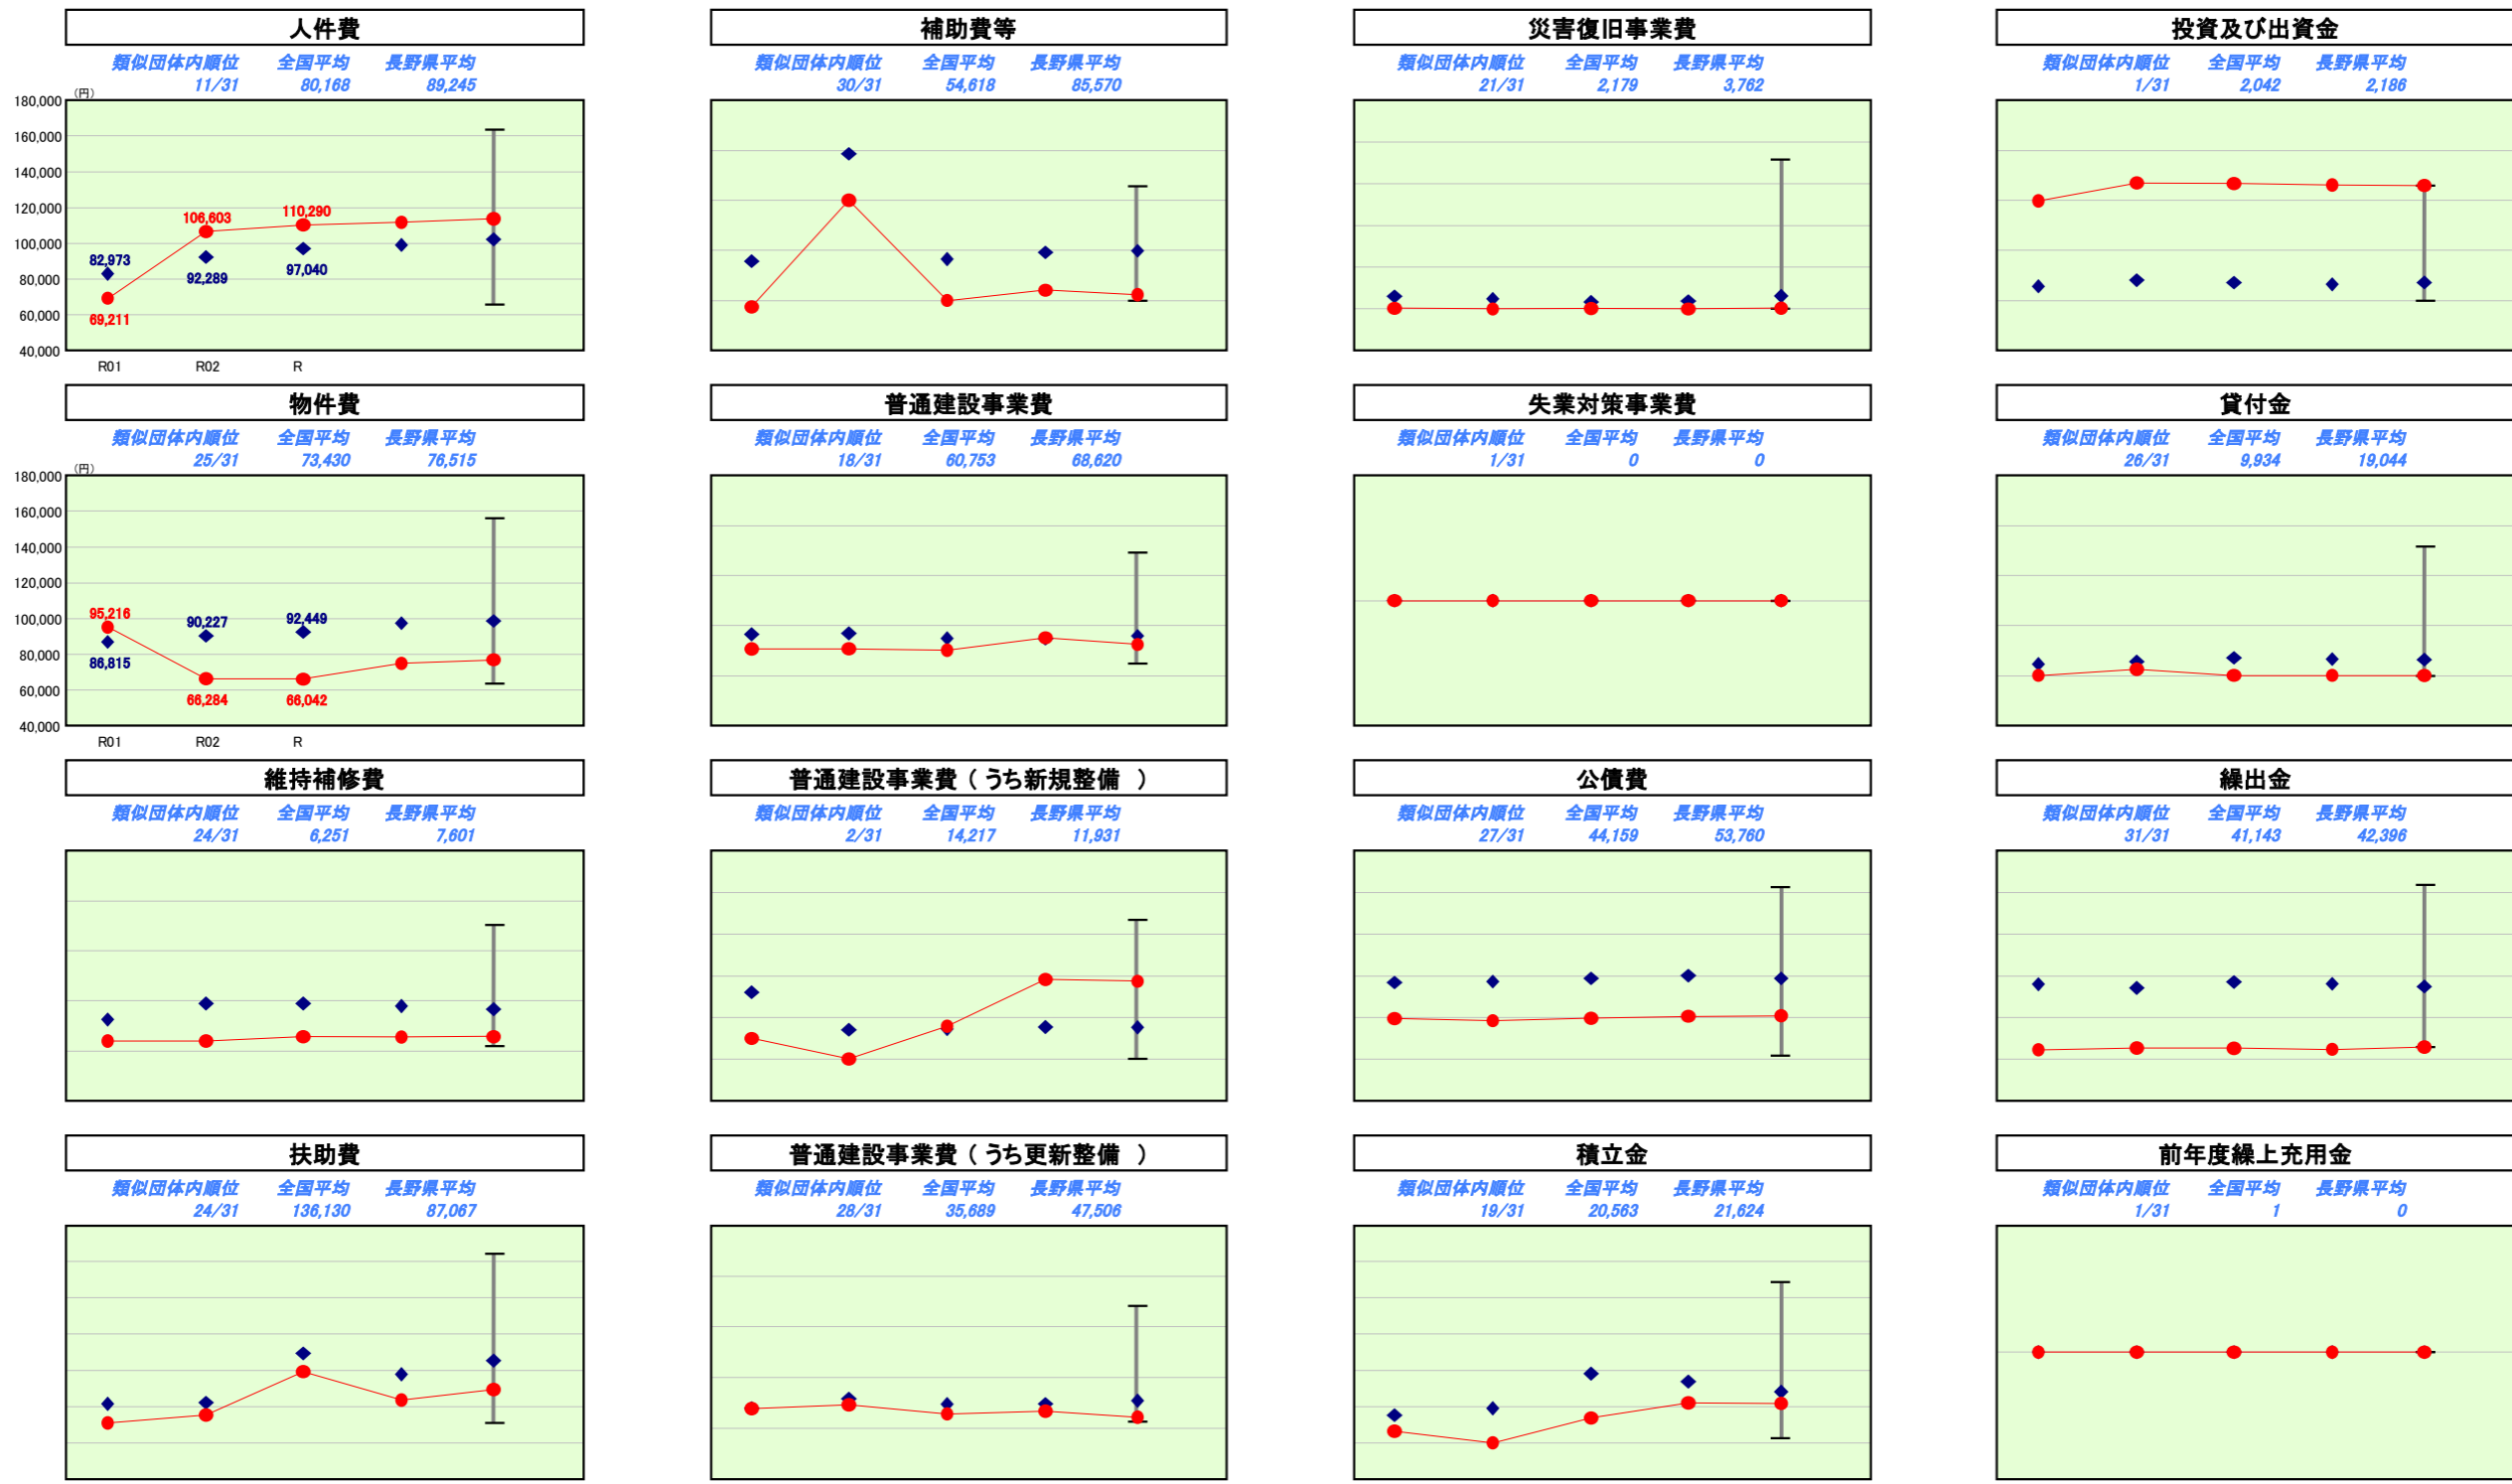 人件費
類似団体内順位 全国平均 長野県平均
11/31 80,168 89,245
(円)
180,000
160,000
140,000
120,000
100,000
80,000
60,000
40,000
82,973
69,211
106,603
92,289
110,290
97,040
R01 R02 R
補助費等
類似団体内順位 全国平均 長野県平均
30/31 54,618 85,570
災害復旧事業費
類似団体内順位 全国平均 長野県平均
21/31 2,179 3,762
投資及び出資金
類似団体内順位 全国平均 長野県平均
1/31 2,042 2,186
物件費
類似団体内順位 全国平均 長野県平均
25/31 73,430 76,515
(円)
180,000
160,000
140,000
120,000
100,000
80,000
60,000
40,000
95,216
86,815
90,227
66,284
92,449
66,042
R01 R02 R
普通建設事業費
類似団体内順位 全国平均 長野県平均
18/31 60,753 68,620
失業対策事業費
類似団体内順位 全国平均 長野県平均
1/31 0 0
貸付金
類似団体内順位 全国平均 長野県平均
26/31 9,934 19,044
維持補修費
類似団体内順位 全国平均 長野県平均
24/31 6,251 7,601
普通建設事業費（うち新規整備　）
類似団体内順位 全国平均 長野県平均
2/31 14,217 11,931
公債費
類似団体内順位 全国平均 長野県平均
27/31 44,159 53,760
繰出金
類似団体内順位 全国平均 長野県平均
31/31 41,143 42,396
扶助費
類似団体内順位 全国平均 長野県平均
24/31 136,130 87,067
普通建設事業費（うち更新整備　）
類似団体内順位 全国平均 長野県平均
28/31 35,689 47,506
積立金
類似団体内順位 全国平均 長野県平均
19/31 20,563 21,624
前年度繰上充用金
類似団体内順位 全国平均 長野県平均
1/31 1 0